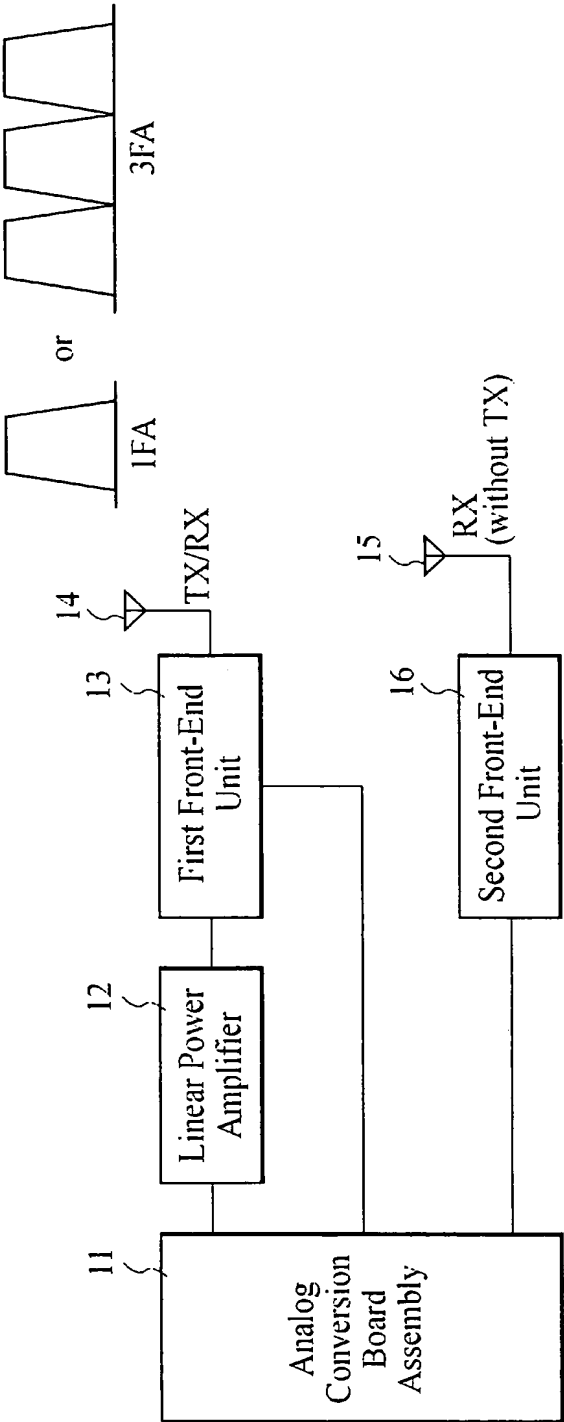 1FA
or
3FA
11
Analog
Conversion
Board
Assembly
12
Linear Power
Amplifier
13
First Front-End
Unit
14
TX/RX
16
Second Front-End
Unit
15
RX
(without TX)